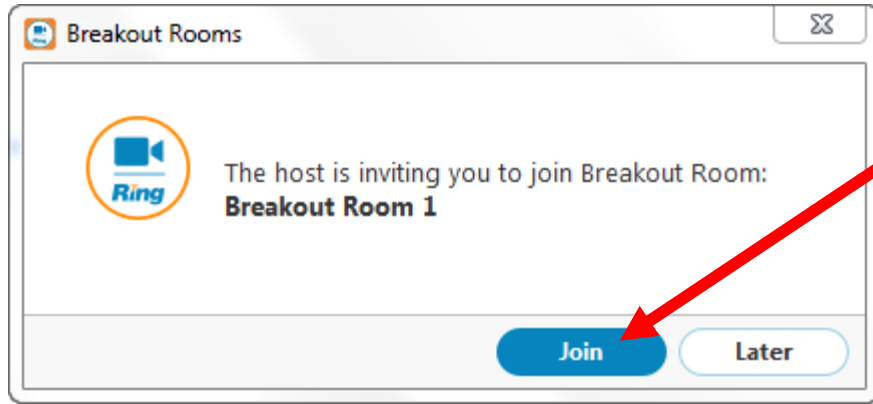 Breakout Rooms
The host is inviting you to join Breakout Room:
Ring
Breakout Room 1
Join Later